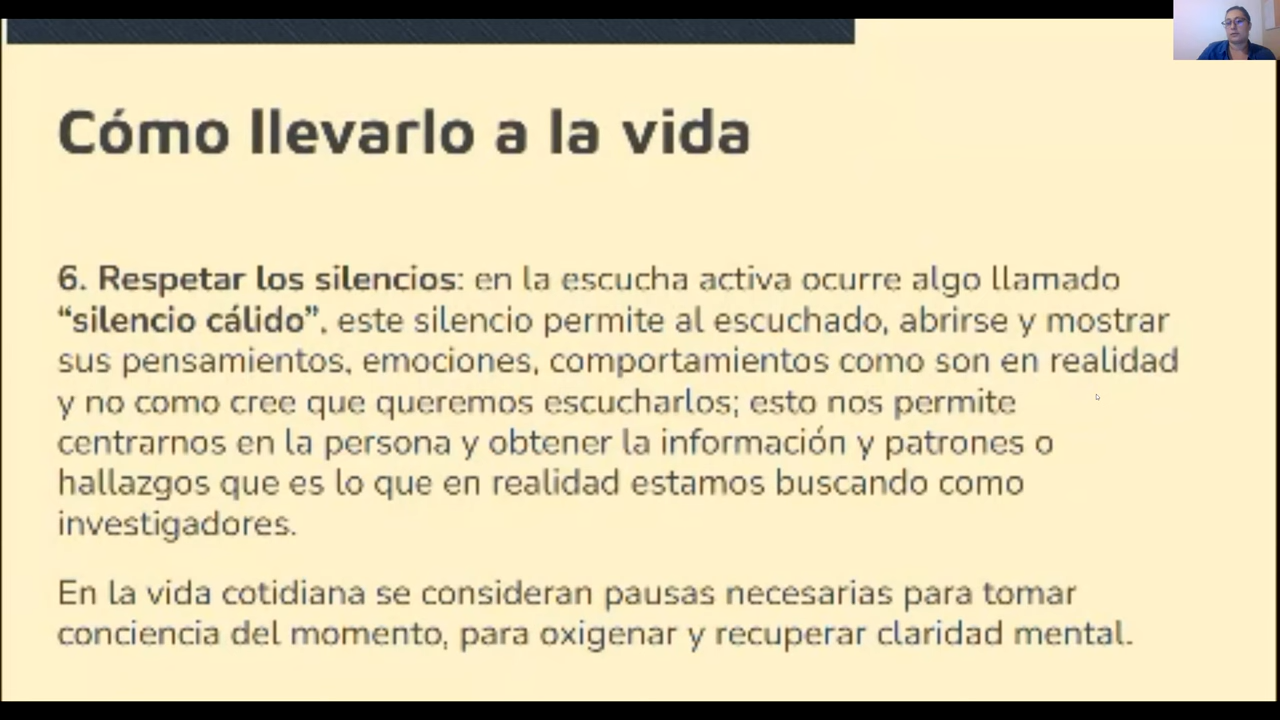 Cómo llevarlo a la vida
6. Respetar los silencios: en la escucha activa ocurre algo llamado
“silencio cálido”, este silencio permite al escuchado, abrirse y mostrar
sus pensamientos, emociones, comportamientos como son en realidad
y no como cree que queremos escucharlos; esto nos permite
centrarnos en la persona y obtener la información y patrones o
hallazgos que es lo que en realidad estamos buscando como
investigadores.
En la vida cotidiana se consideran pausas necesarias para tomar
conciencia del momento, para oxigenar y recuperar claridad mental.